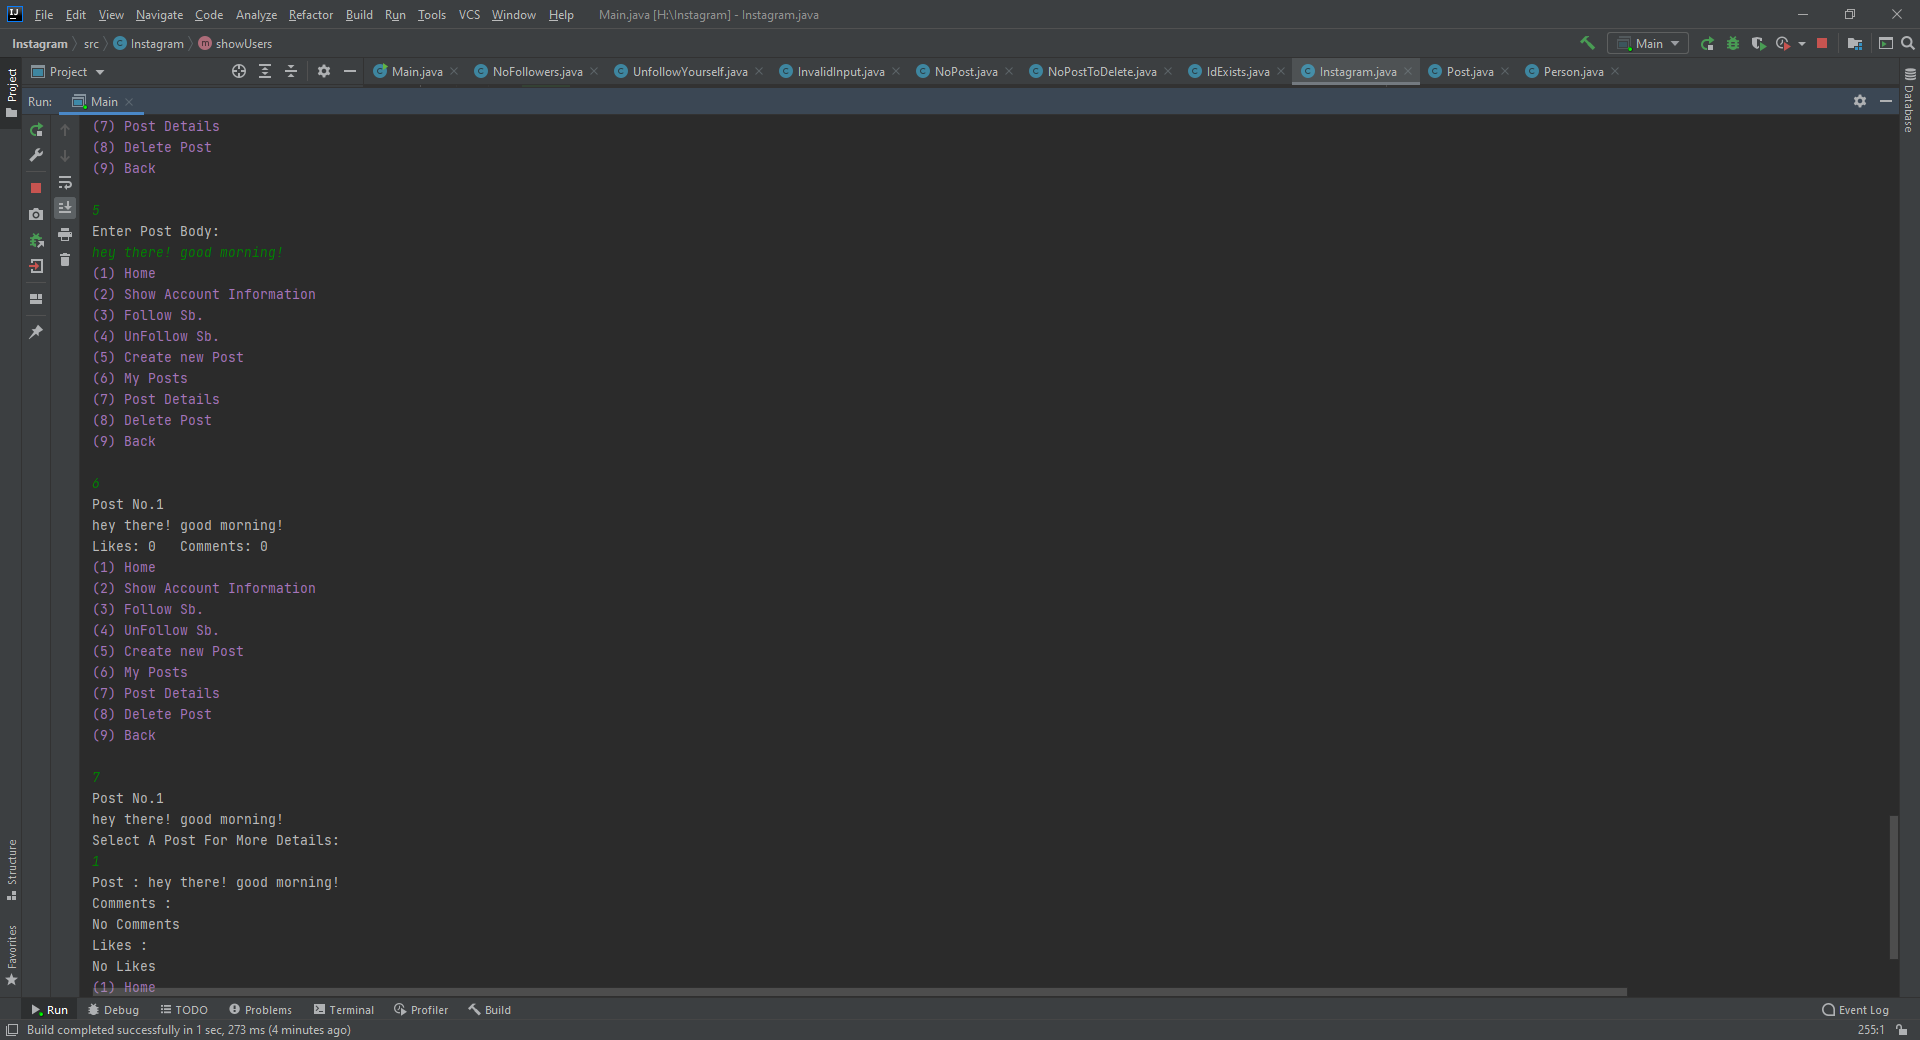 IJ File Edit View Navigate Code Analyze Refactor Build Run Tools VCS Window Help Main.java [H:\Instagram] - Instagram.java
Instagram src Instagram showUsers Main
Project Main.java NoFollowers.java UnfollowYourself.java InvalidInput.java NoPost.java NoPostToDelete.java IdExists.java Instagram.java Post.java Person.java
Project
Database
Run: Main
(7) Post Details
(8) Delete Post
(9) Back
5
Enter Post Body:
hey there! good morning!
(1) Home
(2) Show Account Information
(3) Follow Sb.
(4) UnFollow Sb.
(5) Create new Post
(6) My Posts
(7) Post Details
(8) Delete Post
(9) Back
6
Post No.1
hey there! good morning!
Likes: 0   Comments: 0
(1) Home
(2) Show Account Information
(3) Follow Sb.
(4) UnFollow Sb.
(5) Create new Post
(6) My Posts
(7) Post Details
(8) Delete Post
(9) Back
7
Post No.1
hey there! good morning!
Select A Post For More Details:
1
Post : hey there! good morning!
Comments :
No Comments
Likes :
No Likes
(1) Home
Structure
Favorites
Run Debug TODO Problems Terminal Profiler Build Event Log
Build completed successfully in 1 sec, 273 ms (4 minutes ago) 255:1